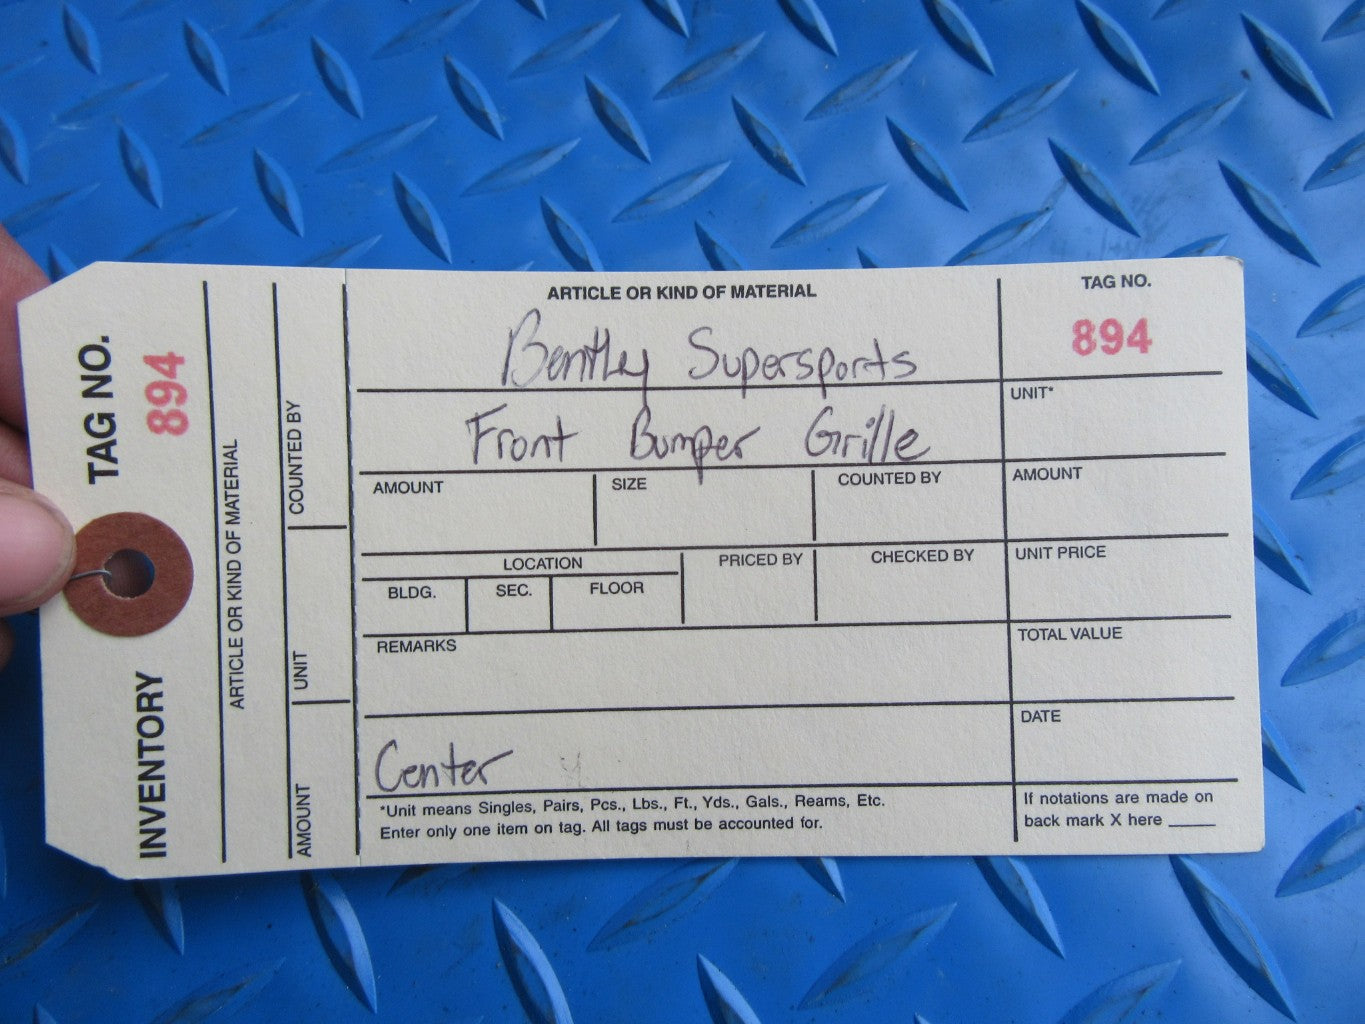 TAG NO.
894
INVENTORY
ARTICLE OR KIND OF MATERIAL
COUNTED BY
UNIT
AMOUNT
ARTICLE OR KIND OF MATERIAL
Bentley Supersports
Front Bumper Grille
TAG NO.
894
UNIT*
AMOUNT
SIZE
COUNTED BY
AMOUNT
LOCATION
BLDG.
SEC.
FLOOR
PRICED BY
CHECKED BY
UNIT PRICE
REMARKS
TOTAL VALUE
Center
DATE
*Unit means Singles, Pairs, Pcs., Lbs., Ft., Yds., Gals., Reams, Etc.
Enter only one item on tag. All tags must be accounted for.
If notations are made on
back mark X here _____